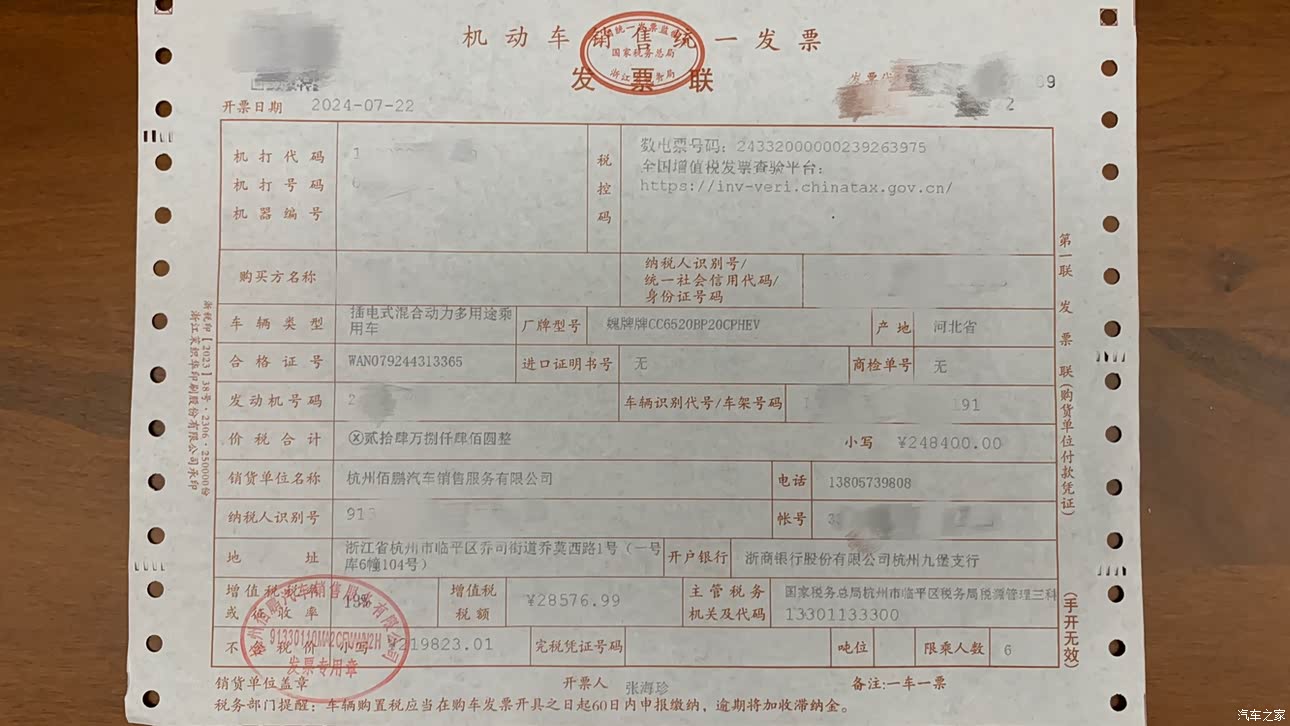 机动车销售统一发票
国家税务总局
发票联
开票日期 2024-07-22
机打代码
机打号码
机器编号
税控码
数电票号码：24332000000239263975
全国增值税发票查验平台：
https://inv-veri.chinatax.gov.cn/
购买方名称
纳税人识别号/
统一社会信用代码/
身份证号码
车辆类型 插电式混合动力多用途乘用车 厂牌型号 魏牌牌CC6520BP20CPHEV 产地 河北省
合格证号 WAN079244313365 进口证明书号 无 商检单号 无
发动机号码 2 车辆识别代号/车架号码 191
价税合计 ⓧ贰拾肆万捌仟肆佰圆整 小写 ¥248400.00
销货单位名称 杭州佰鹏汽车销售服务有限公司 电话 13805739808
纳税人识别号 91 帐号 3
地址 浙江省杭州市临平区乔司街道乔莫西路1号（一号库6幢104号） 开户银行 浙商银行股份有限公司杭州九堡支行
增值税税率或征收率 13% 增值税税额 ¥28576.99 主管税务机关及代码 国家税务总局杭州市临平区税务局税源管理三科
13301133300
不含税价 小写 ¥219823.01 完税凭证号码 吨位 限乘人数 6
发票专用章
销货单位盖章 开票人 张海珍 备注:一车一票
税务部门提醒：车辆购置税应当在购车发票开具之日起60日内申报缴纳，逾期将加收滞纳金。
第一联 发票联(购货单位付款凭证)
(手开无效)
汽车之家